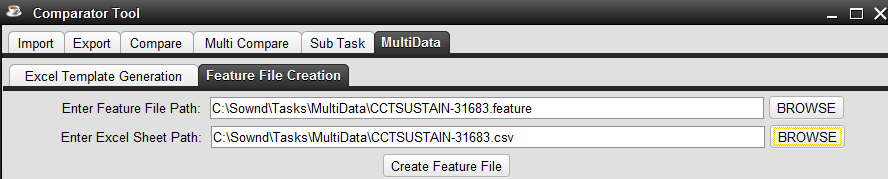 Comparator Tool
Import Export Compare Multi Compare Sub Task MultiData
Excel Template Generation Feature File Creation
Enter Feature File Path: C:\Sownd\Tasks\MultiData\CCTSUSTAIN-31683.feature BROWSE
Enter Excel Sheet Path: C:\Sownd\Tasks\MultiData\CCTSUSTAIN-31683.csv BROWSE
Create Feature File